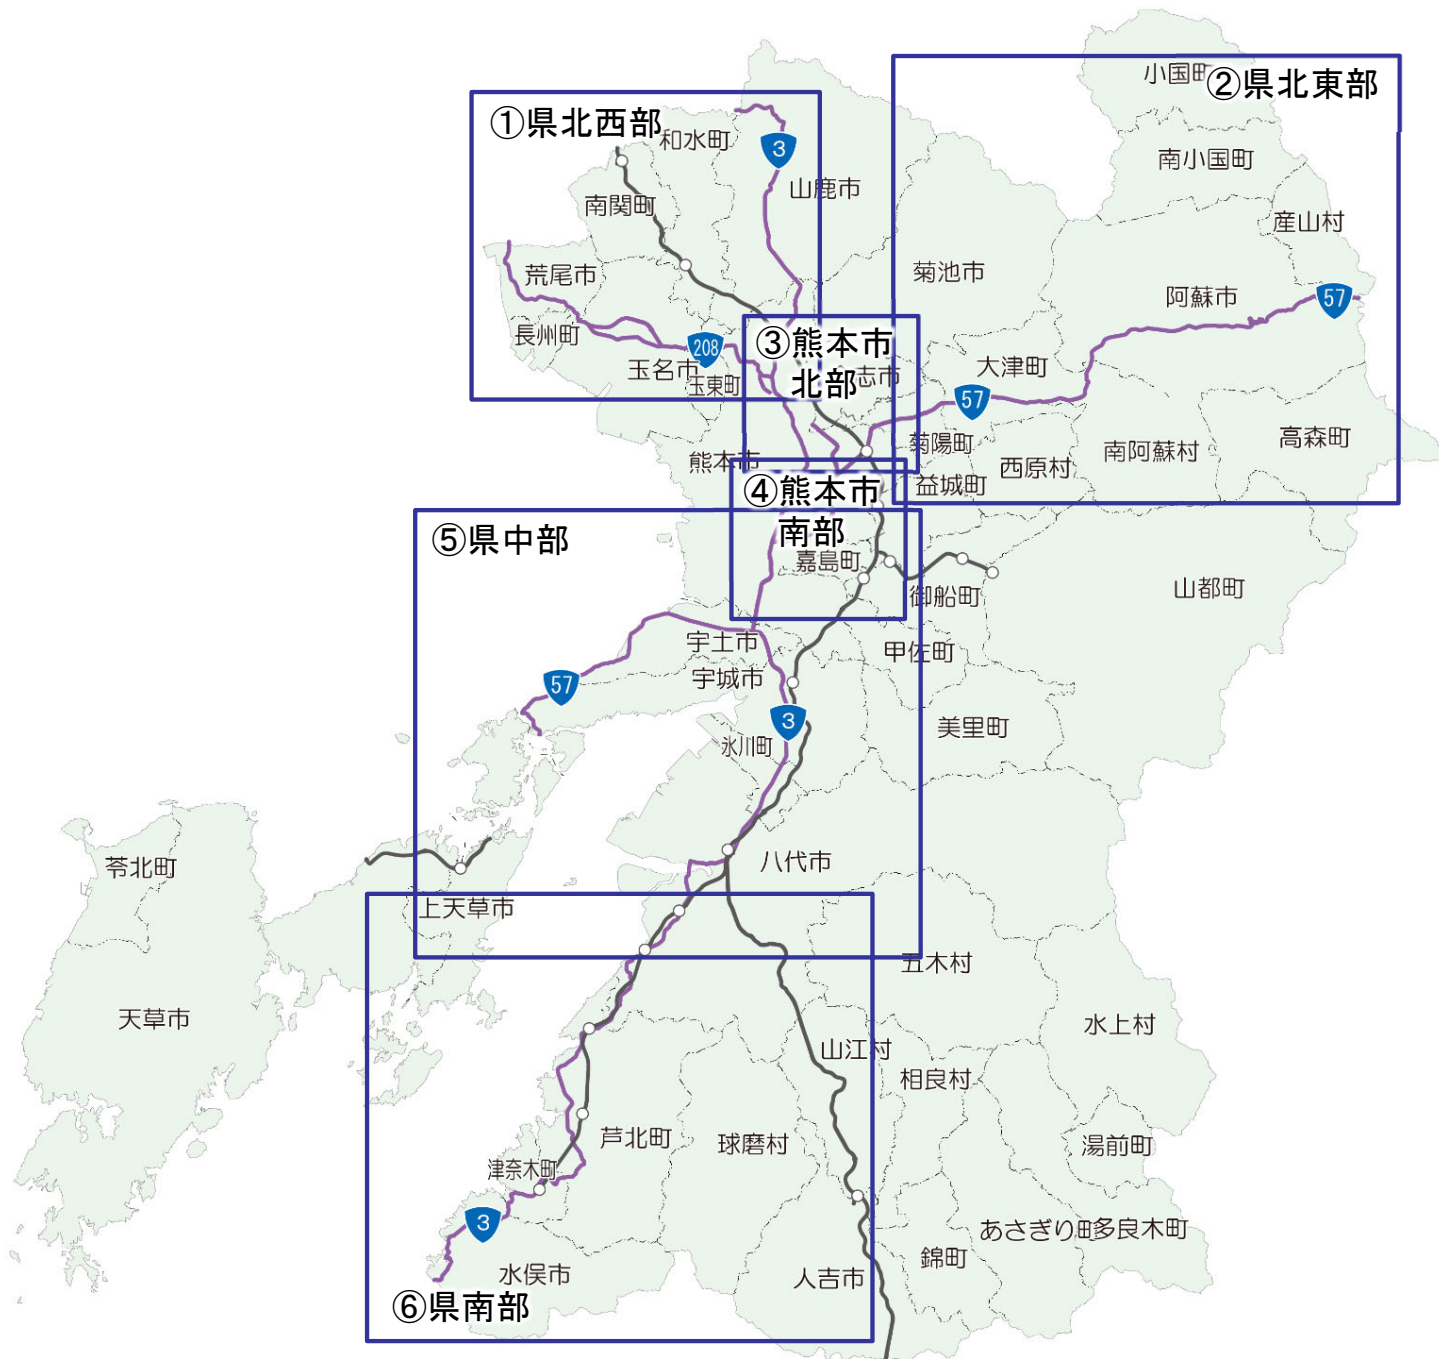 小国町
②県北東部
①県北西部
和水町
3
南小国町
山鹿市
南関町
産山村
荒尾市
菊池市
阿蘇市
57
長州町
208
③熊本市
北部
玉名市
玉東町
志市
大津町
57
菊陽町
高森町
南阿蘇村
西原村
熊本市
益城町
④熊本市
南部
⑤県中部
嘉島町
御船町
山都町
宇土市
甲佐町
宇城市
57
3
美里町
氷川町
八代市
苓北町
上天草市
五木村
天草市
水上村
山江村
相良村
芦北町
球磨村
湯前町
津奈木町
3
あさぎり町
多良木町
錦町
水俣市
人吉市
⑥県南部